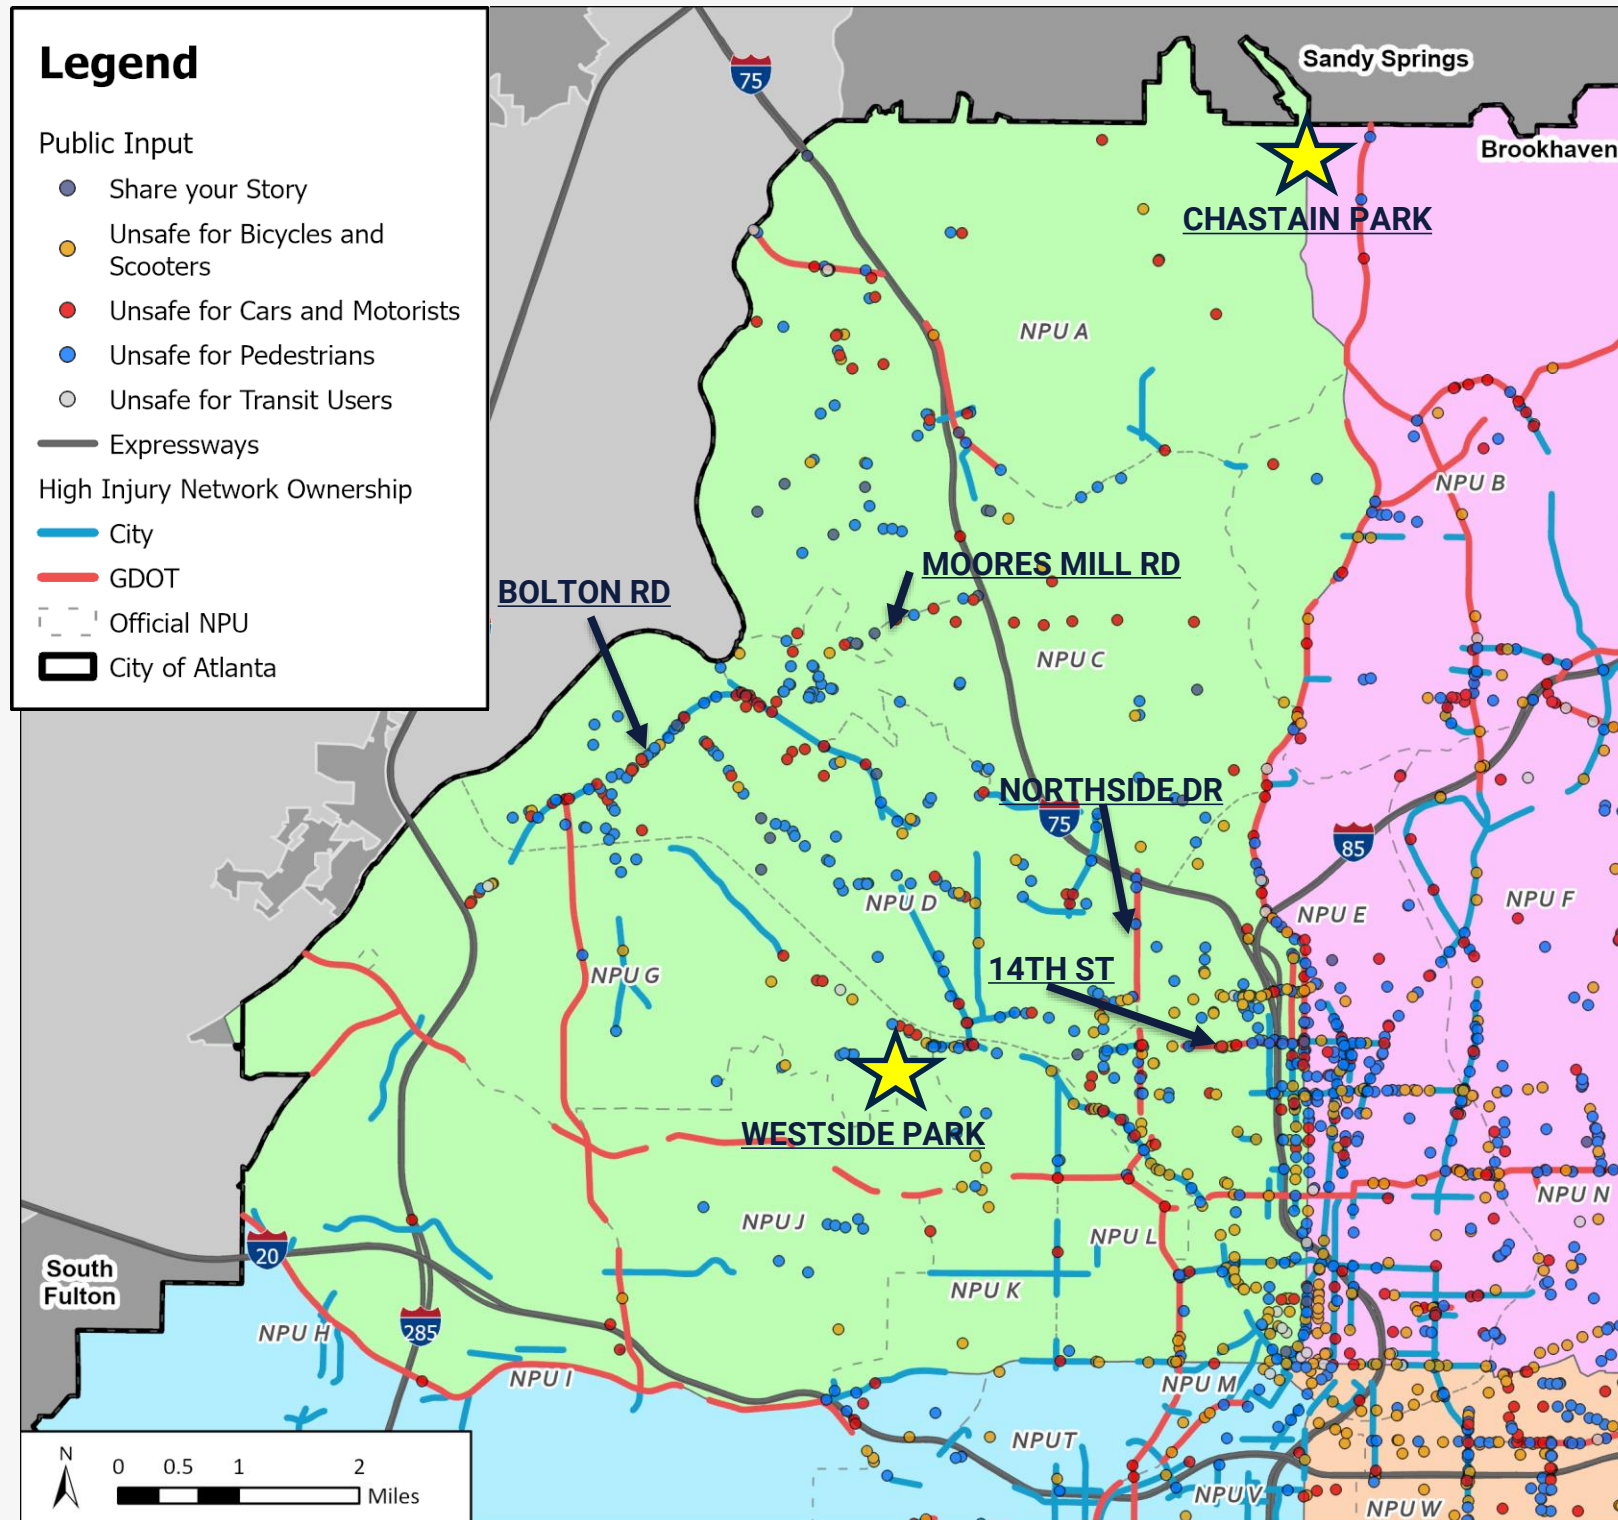 Legend
Public Input
Share your Story
Unsafe for Bicycles and
Scooters
Unsafe for Cars and Motorists
Unsafe for Pedestrians
Unsafe for Transit Users
Expressways
High Injury Network Ownership
City
GDOT
Official NPU
City of Atlanta
75
Sandy Springs
Brookhaven
CHASTAIN PARK
NPU A
NPU B
MOORES MILL RD
BOLTON RD
NPU C
NORTHSIDE DR
75
85
NPU D
NPU E
NPU F
14TH ST
NPU G
WESTSIDE PARK
NPU N
NPU J
NPU L
20
South
Fulton
NPU K
NPU H
285
NPU I
NPU M
NPU T
NPU V
NPU W
N
0 0.5 1 2
Miles